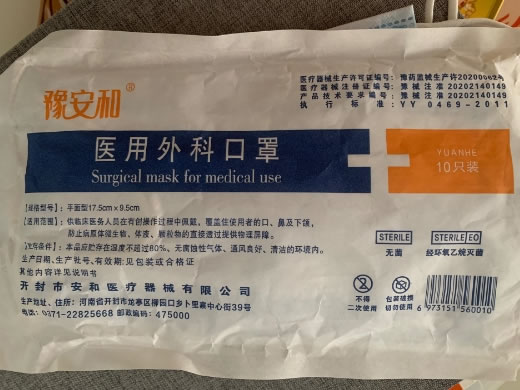 医疗器械生产许可证编号：豫药监械生产许20200062号
医疗器械注册证编号：豫械注准20202140149
产品技术要求编号：豫械注准20202140149
执行标准：YY 0469-2011
豫安和®
医用外科口罩
Surgical mask for medical use
YUANHE
10只装
【规格型号】：平面型17.5cm×9.5cm
【适用范围】：供临床医务人员在有创操作过程中佩戴，覆盖住使用者的口、鼻及下颌，
防止病原体微生物、体液、颗粒物的直接透过提供物理屏障。
【贮存条件】：本品应贮存在湿度不超过80%、无腐蚀性气体、通风良好、清洁的环境内。
生产日期、生产批号、有效期：见包装或合格证
其他内容详见说明书
STERILE
无菌
STERILE EO
经环氧乙烷灭菌
开封市安和医疗器械有限公司
生产地址、住所：河南省开封市龙亭区柳园口乡卜里寨中心街39号
电话：0371-22825668 邮政编码：475000
不得
二次使用
包装破损
切勿使用
6973151560010